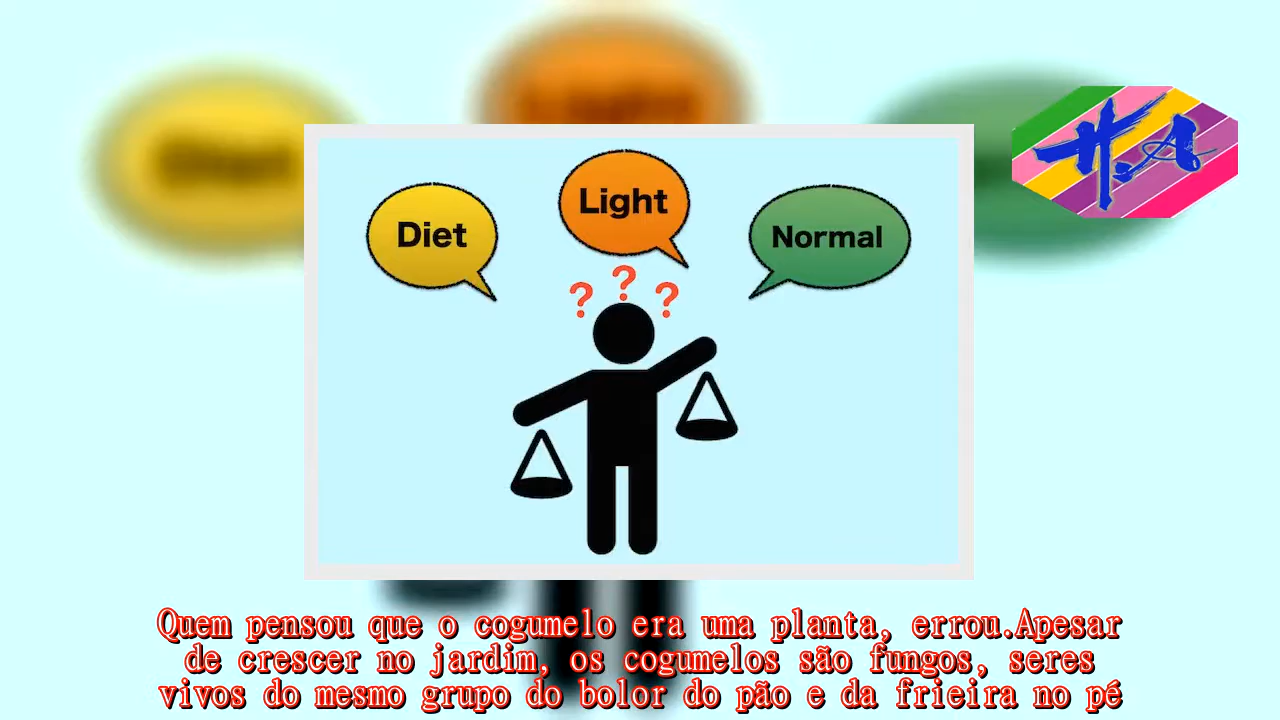 Light
Diet
Normal
? ? ?
H.A
Quem pensou que o cogumelo era uma planta, errou.Apesar
de crescer no jardim, os cogumelos são fungos, seres
vivos do mesmo grupo do bolor do pão e da frieira no pé